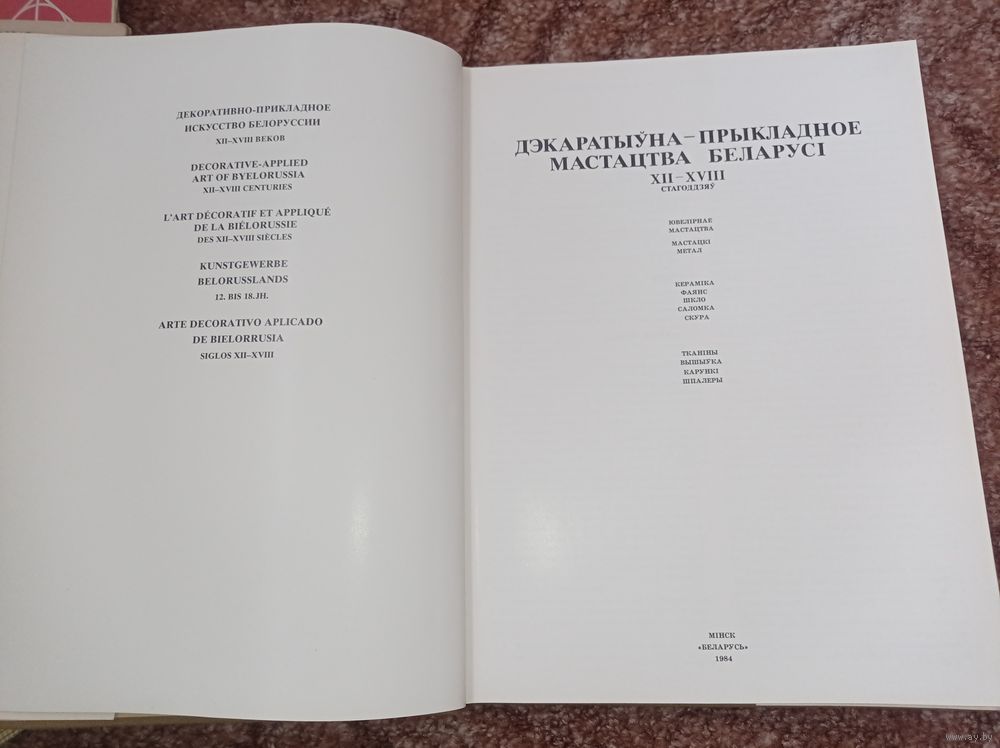 ДЕКОРАТИВНО-ПРИКЛАДНОЕ
ИСКУССТВО БЕЛОРУССИИ
XII–XVIII ВЕКОВ
DECORATIVE-APPLIED
ART OF BYELORUSSIA
XII–XVIII CENTURIES
L'ART DÉCORATIF ET APPLIQUÉ
DE LA BIÉLORUSSIE
DES XII–XVIII SIÈCLES
KUNSTGEWERBE
BELORUSSLANDS
12. BIS 18.JH.
ARTE DECORATIVO APLICADO
DE BIELORRUSIA
SIGLOS XII–XVIII
ДЭКАРАТЫЎНА–ПРЫКЛАДНОЕ
МАСТАЦТВА БЕЛАРУСІ
XII–XVIII
СТАГОДДЗЯЎ
ЮВЕЛІРНАЕ
МАСТАЦТВА
МАСТАЦКІ
МЕТАЛ
КЕРАМІКА
ФАЯНС
ШКЛО
САЛОМКА
СКУРА
ТКАНІНЫ
ВЫШЫЎКА
КАРУНКІ
ШПАЛЕРЫ
МІНСК
«БЕЛАРУСЬ»
1984
www.ay.by